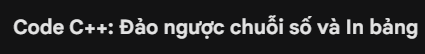 Code C++: Đảo ngược chuỗi số và In bảng